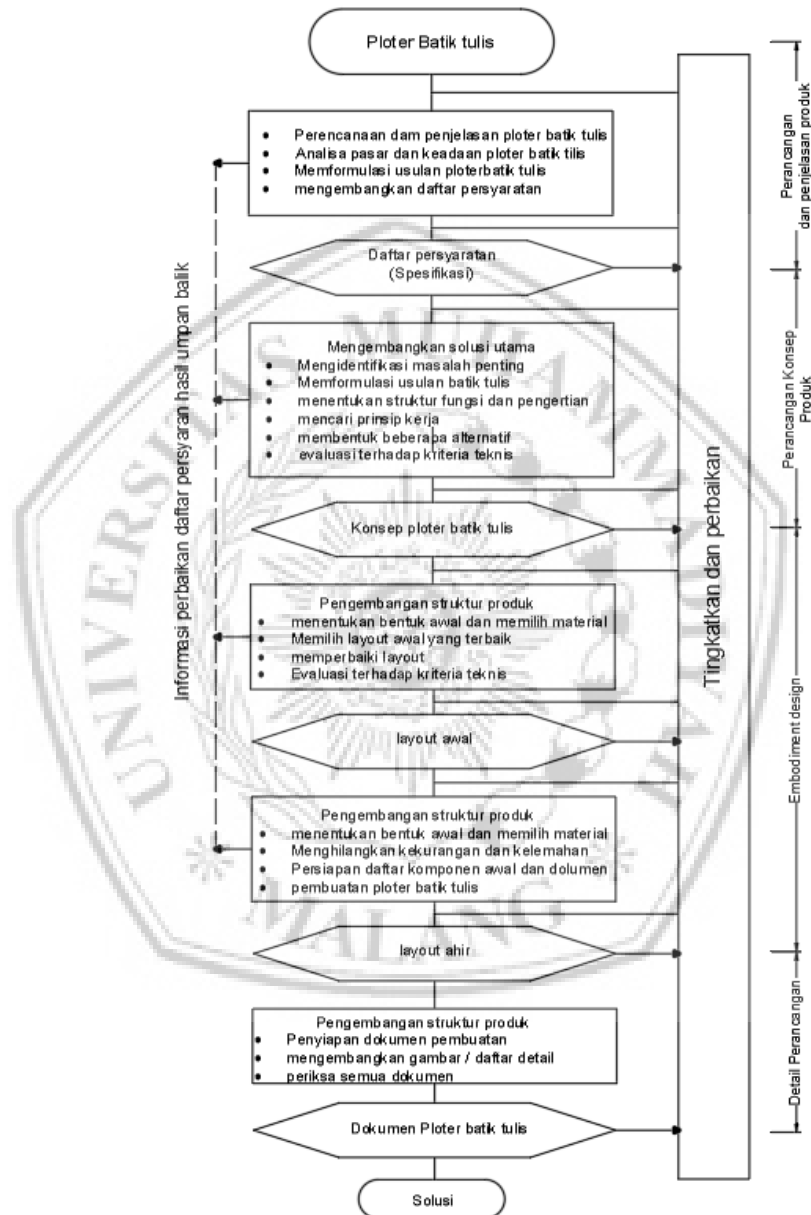 Ploter Batik tulis
Perencanaan dam penjelasan ploter batik tulis
Analisa pasar dan keadaan ploter batik tilis
Memformulasi usulan ploterbatik tulis
mengembangkan daftar persyaratan
Daftar persyaratan
(Spesifikasi)
Mengembangkan solusi utama
Mengidentifikasi masalah penting
Memformulasi usulan batik tulis
menentukan struktur fungsi dan pengertian
mencari prinsip kerja
membentuk beberapa alternatif
evaluasi terhadap kriteria teknis
Konsep ploter batik tulis
Pengembangan struktur produk
menentukan bentuk awal dan memilih material
Memilih layout awal yang terbaik
memperbaiki layout
Evaluasi terhadap kriteria teknis
layout awal
Pengembangan struktur produk
menentukan bentuk awal dan memilih material
Menghilangkan kekurangan dan kelemahan
Persiapan daftar komponen awal dan dolumen
pembuatan ploter batik tulis
layout ahir
Pengembangan struktur produk
Penyiapan dokumen pembuatan
mengembangkan gambar / daftar detail
periksa semua dokumen
Dokumen Ploter batik tulis
Solusi
Informasi perbaikan daftar persyaran hasil umpan balik
Tingkatkan dan perbaikan
Perancangan
dan penjelasan produk
Perancangan Konsep
Produk
Embodiment design
Detail Perancangan
UNIVERSITAS MUHAMMADIYAH
MALANG